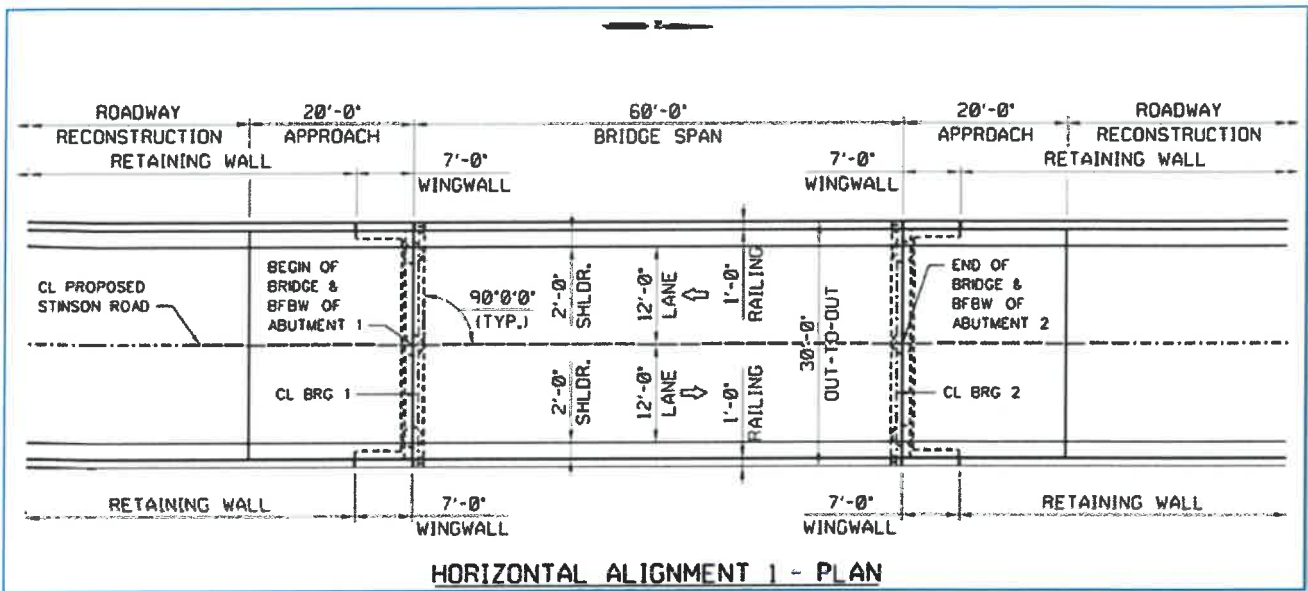 Z
ROADWAY
RECONSTRUCTION
20'-0"
APPROACH
60'-0"
BRIDGE SPAN
20'-0"
APPROACH
ROADWAY
RECONSTRUCTION
RETAINING WALL
7'-0"
WINGWALL
7'-0"
WINGWALL
RETAINING WALL
CL PROPOSED
STINSON ROAD
BEGIN OF
BRIDGE &
BFBW OF
ABUTMENT 1
90°0'0"
(TYP.)
2'-0"
SHLDR.
12'-0"
LANE
1'-0"
RAILING
30'-0"
OUT-TO-OUT
END OF
BRIDGE &
BFBW OF
ABUTMENT 2
CL BRG 1
2'-0"
SHLDR.
12'-0"
LANE
1'-0"
RAILING
CL BRG 2
RETAINING WALL
7'-0"
WINGWALL
7'-0"
WINGWALL
RETAINING WALL
HORIZONTAL ALIGNMENT 1 - PLAN